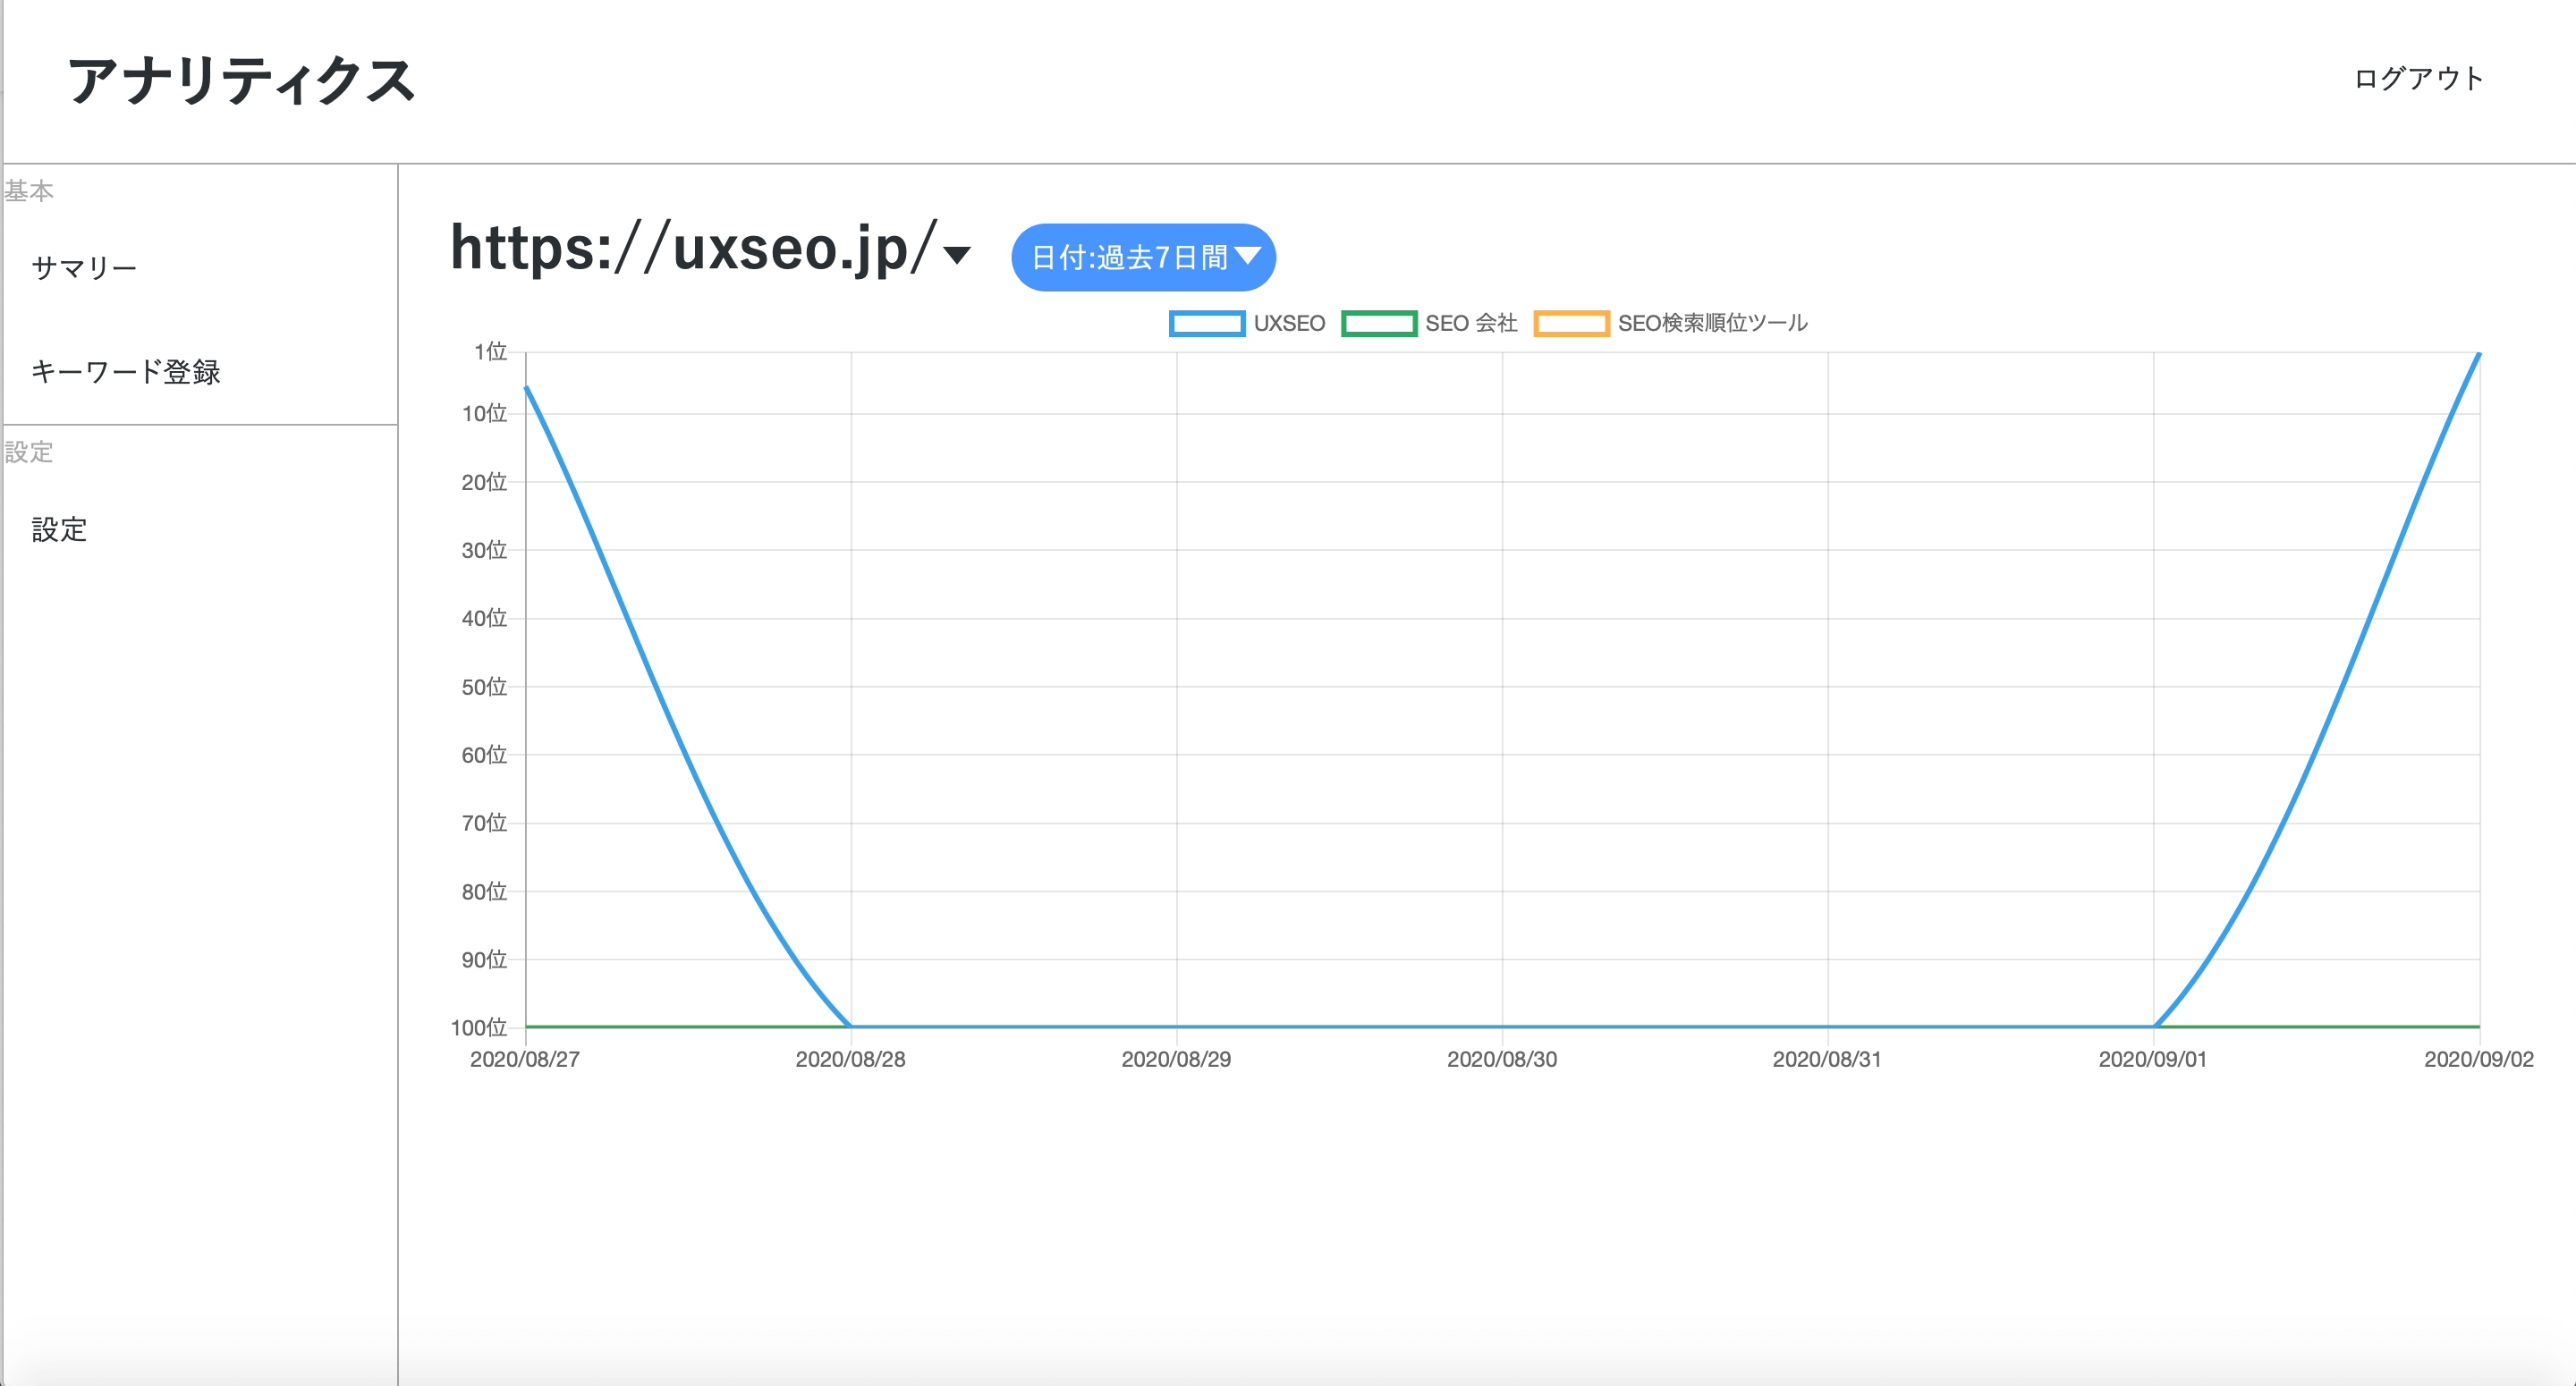 アナリティクス
ログアウト
基本
サマリー
キーワード登録
設定
設定
https://uxseo.jp/
日付:過去7日間
UXSEO
SEO 会社
SEO検索順位ツール
1位
10位
20位
30位
40位
50位
60位
70位
80位
90位
100位
2020/08/27
2020/08/28
2020/08/29
2020/08/30
2020/08/31
2020/09/01
2020/09/02